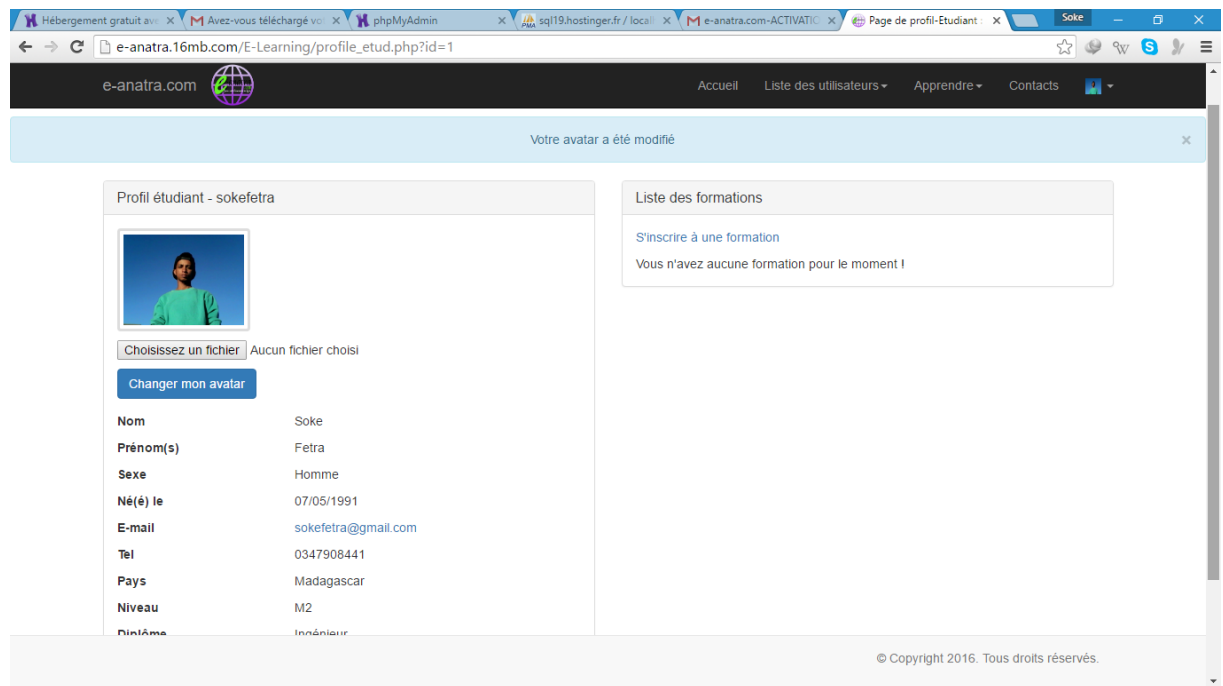 Hébergement gratuit ave
Avez-vous téléchargé vo
phpMyAdmin
sql19.hostinger.fr / locall
e-anatra.com-ACTIVATIO
Page de profil-Etudiant :
Soke
e-anatra.16mb.com/E-Learning/profile_etud.php?id=1
e-anatra.com
Accueil
Liste des utilisateurs
Apprendre
Contacts
Votre avatar a été modifié
×
Profil étudiant - sokefetra
Choisissez un fichier Aucun fichier choisi
Changer mon avatar
Nom Soke
Prénom(s) Fetra
Sexe Homme
Né(é) le 07/05/1991
E-mail sokefetra@gmail.com
Tel 0347908441
Pays Madagascar
Niveau M2
Diplôme Ingénieur
Liste des formations
S'inscrire à une formation
Vous n'avez aucune formation pour le moment !
© Copyright 2016. Tous droits réservés.